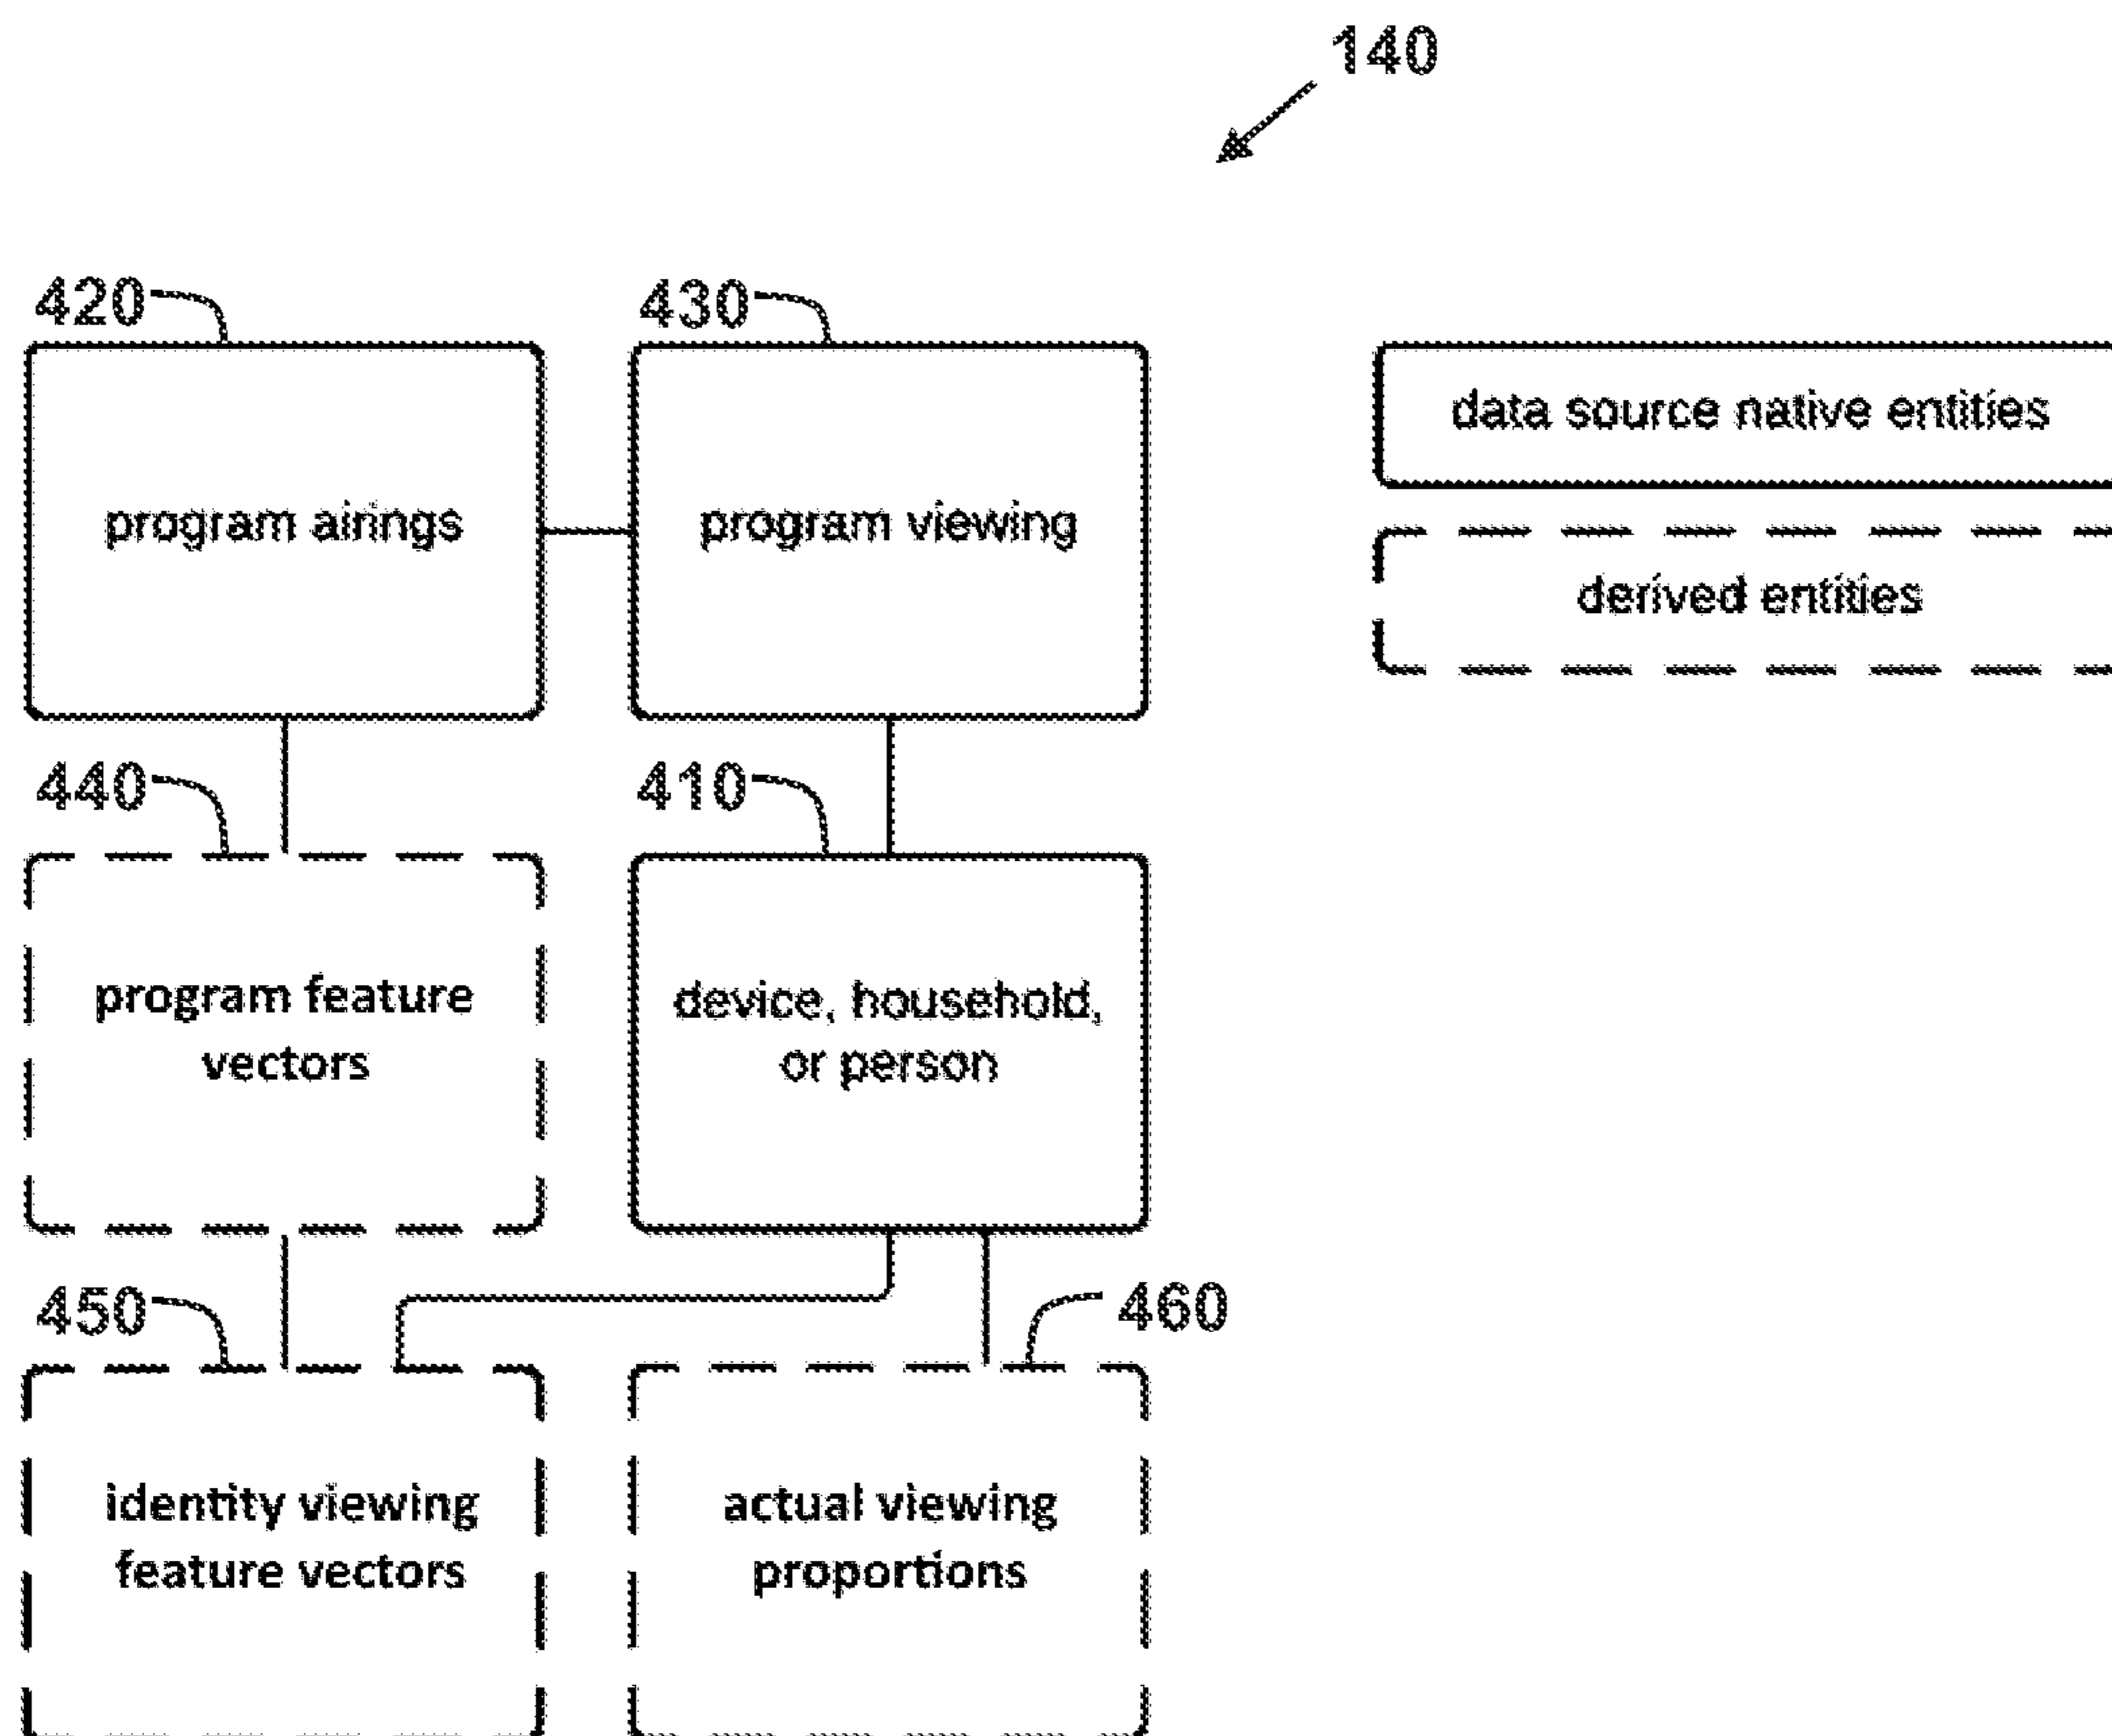 140
420
430
program airings
program viewing
data source native entities
derived entities
440
410
program feature
vectors
device, household,
or person
450
460
identity viewing
feature vectors
actual viewing
proportions